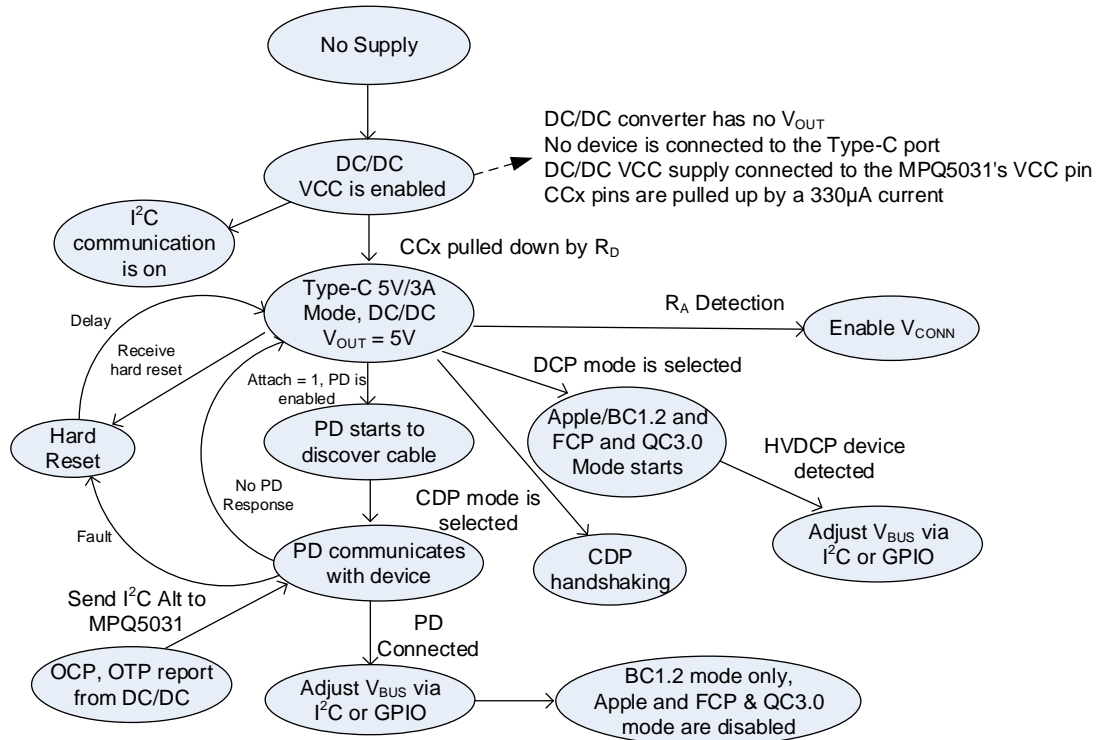 No Supply
DC/DC
VCC is enabled
DC/DC converter has no V_OUT
No device is connected to the Type-C port
DC/DC VCC supply connected to the MPQ5031's VCC pin
CCx pins are pulled up by a 330µA current
I²C
communication
is on
CCx pulled down by R_D
Type-C 5V/3A
Mode, DC/DC
V_OUT = 5V
R_A Detection
Enable V_CONN
Delay
Receive
hard reset
Attach = 1, PD is
enabled
DCP mode is selected
Apple/BC1.2 and
FCP and QC3.0
Mode starts
Hard
Reset
PD starts to
discover cable
HVDCP device
detected
No PD
Response
CDP mode is
selected
Adjust V_BUS via
I²C or GPIO
Fault
PD communicates
with device
CDP
handshaking
Send I²C Alt to
MPQ5031
PD
Connected
OCP, OTP report
from DC/DC
Adjust V_BUS via
I²C or GPIO
BC1.2 mode only,
Apple and FCP & QC3.0
mode are disabled